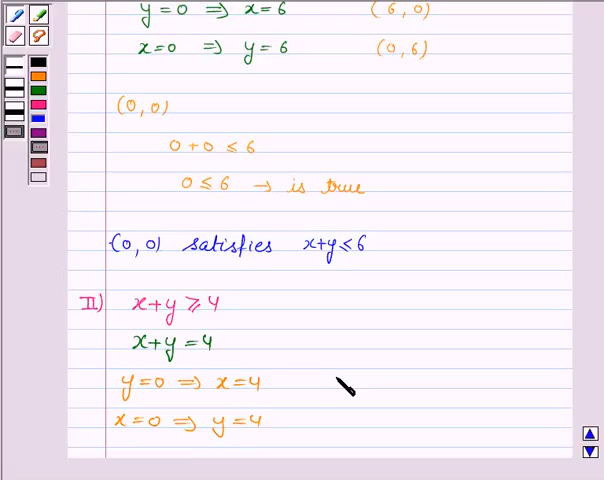 y=0 ⇒ x=6 (6,0)
x=0 ⇒ y=6 (0,6)
(0,0)
0+0 ≤ 6
0 ≤ 6 → is true
(0,0) satisfies x+y ≤ 6
II) x+y ≥ 4
x+y = 4
y=0 ⇒ x=4
x=0 ⇒ y=4